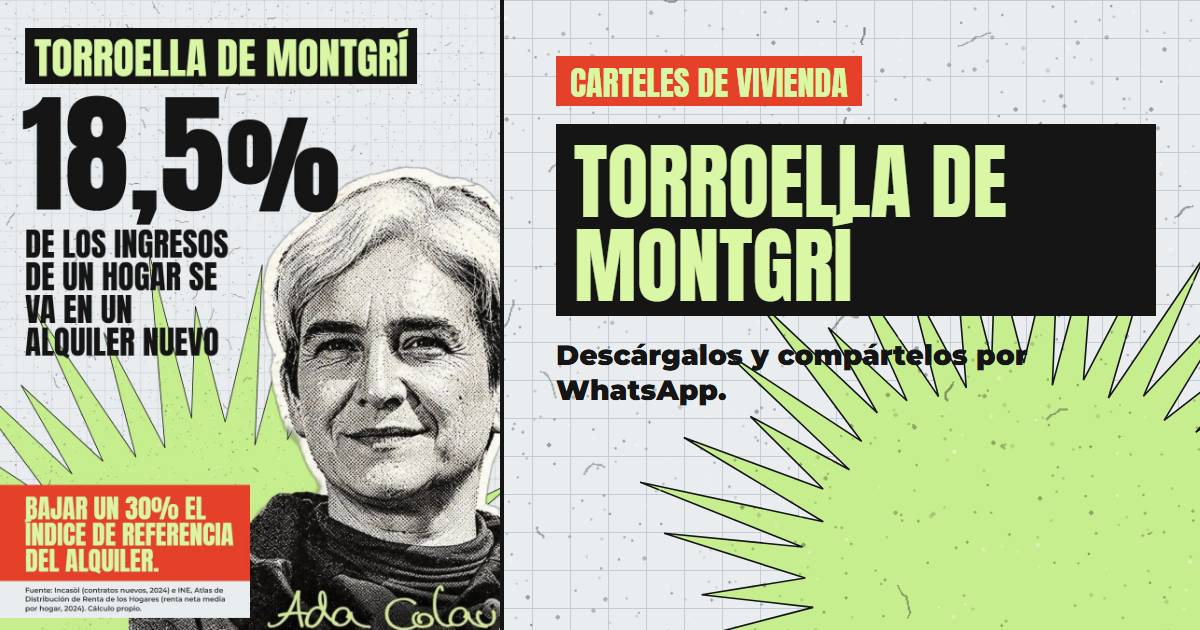 TORROELLA DE MONTGRÍ
18,5%
DE LOS INGRESOS
DE UN HOGAR SE
VA EN UN
ALQUILER NUEVO
BAJAR UN 30% EL
ÍNDICE DE REFERENCIA
DEL ALQUILER.
Fuente: Incasòl (contratos nuevos, 2024) e INE, Atlas de
Distribución de Renta de los Hogares (renta neta media
por hogar, 2024). Cálculo propio.
Ada Colau
CARTELES DE VIVIENDA
TORROELLA DE
MONTGRÍ
Descárgalos y compártelos por
WhatsApp.